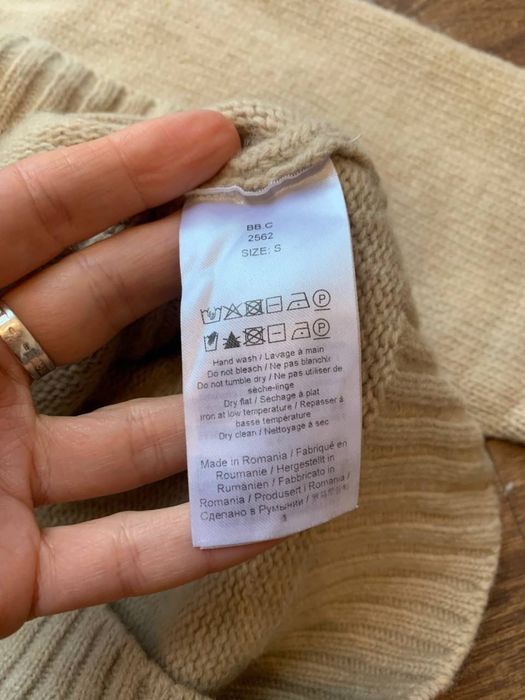 BB.C
2562
SIZE: S
Hand wash / Lavage à main
Do not bleach / Ne pas blanchir
Do not tumble dry / Ne pas utiliser de
sèche-linge
Dry flat / Séchage à plat
Iron at low temperature / Repasser à
basse température
Dry clean / Nettoyage à sec
Made in Romania / Fabriqué en
Roumanie / Hergestellt in
Rumänien / Fabbricato in
Romania / Produsert i Romania /
Сделано в Румынии /
1